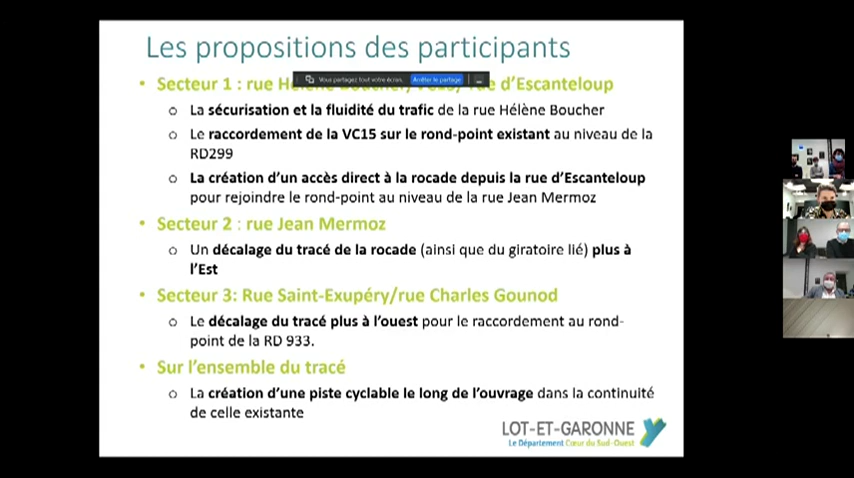 Les propositions des participants
Vous partagez tout votre écran. Arrêter le partage
• Secteur 1 : rue H e d'Escanteloup
o La sécurisation et la fluidité du trafic de la rue Hélène Boucher
o Le raccordement de la VC15 sur le rond-point existant au niveau de la
RD299
o La création d'un accès direct à la rocade depuis la rue d'Escanteloup
pour rejoindre le rond-point au niveau de la rue Jean Mermoz
• Secteur 2 : rue Jean Mermoz
o Un décalage du tracé de la rocade (ainsi que du giratoire lié) plus à
l'Est
• Secteur 3: Rue Saint-Exupéry/rue Charles Gounod
o Le décalage du tracé plus à l'ouest pour le raccordement au rond-
point de la RD 933.
• Sur l'ensemble du tracé
o La création d'une piste cyclable le long de l'ouvrage dans la continuité
de celle existante
LOT-ET-GARONNE
Le Département Cœur du Sud-Ouest